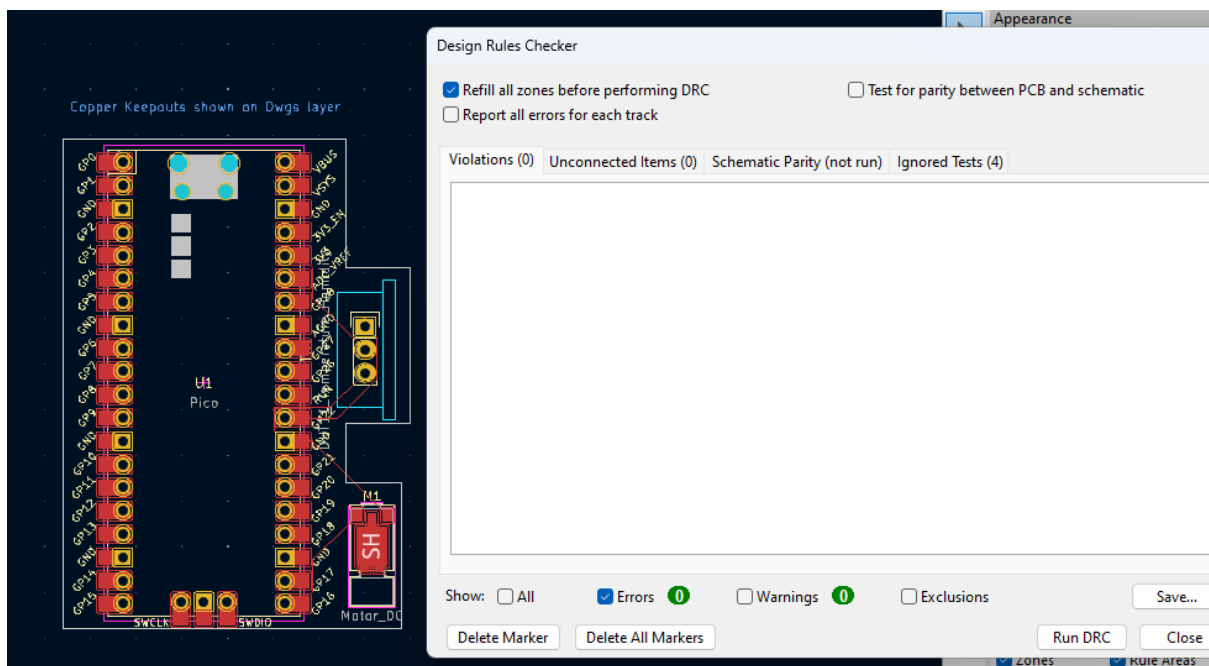 Appearance
Design Rules Checker
Refill all zones before performing DRC
Test for parity between PCB and schematic
Report all errors for each track
Violations (0)
Unconnected Items (0)
Schematic Parity (not run)
Ignored Tests (4)
Show:
All
Errors
0
Warnings
0
Exclusions
Save...
Delete Marker
Delete All Markers
Run DRC
Close
Zones
Rule Areas
Copper Keepouts shown on Dwgs layer
GP0
GP1
GND
GP2
GP3
GP4
GP5
GND
GP6
GP7
GP8
GP9
GND
GP10
GP11
GP12
GP13
GND
GP14
GP15
VBUS
VSYS
GND
3V3_EN
GND
GP21
GP20
GP19
GP18
GND
GP17
GP16
U1
Pico
SWCLK
SWDIO
M1
SH
Motor_DC